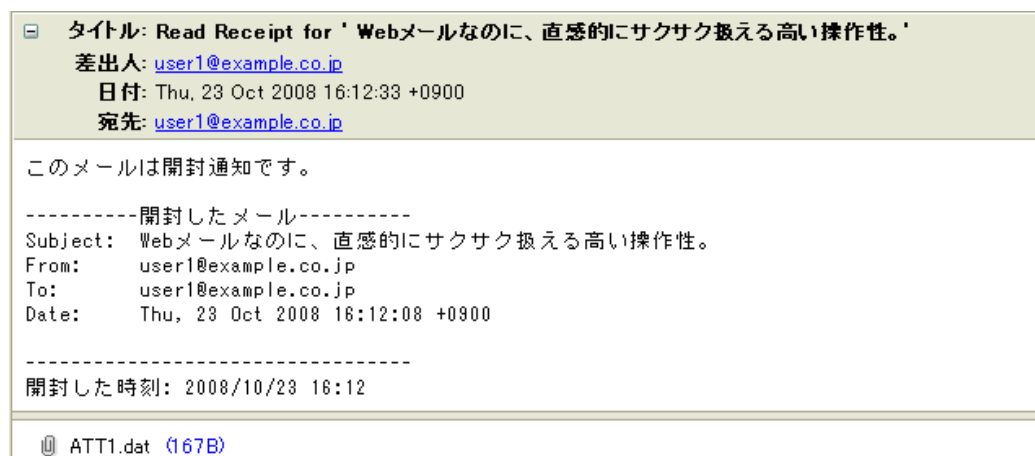 タイトル: Read Receipt for ' Webメールなのに、直感的にサクサク扱える高い操作性。'
差出人: user1@example.co.jp
日付: Thu, 23 Oct 2008 16:12:33 +0900
宛先: user1@example.co.jp
このメールは開封通知です。
----------開封したメール----------
Subject: Webメールなのに、直感的にサクサク扱える高い操作性。
From: user1@example.co.jp
To: user1@example.co.jp
Date: Thu, 23 Oct 2008 16:12:08 +0900
----------------------------------
開封した時刻: 2008/10/23 16:12
ATT1.dat (167B)